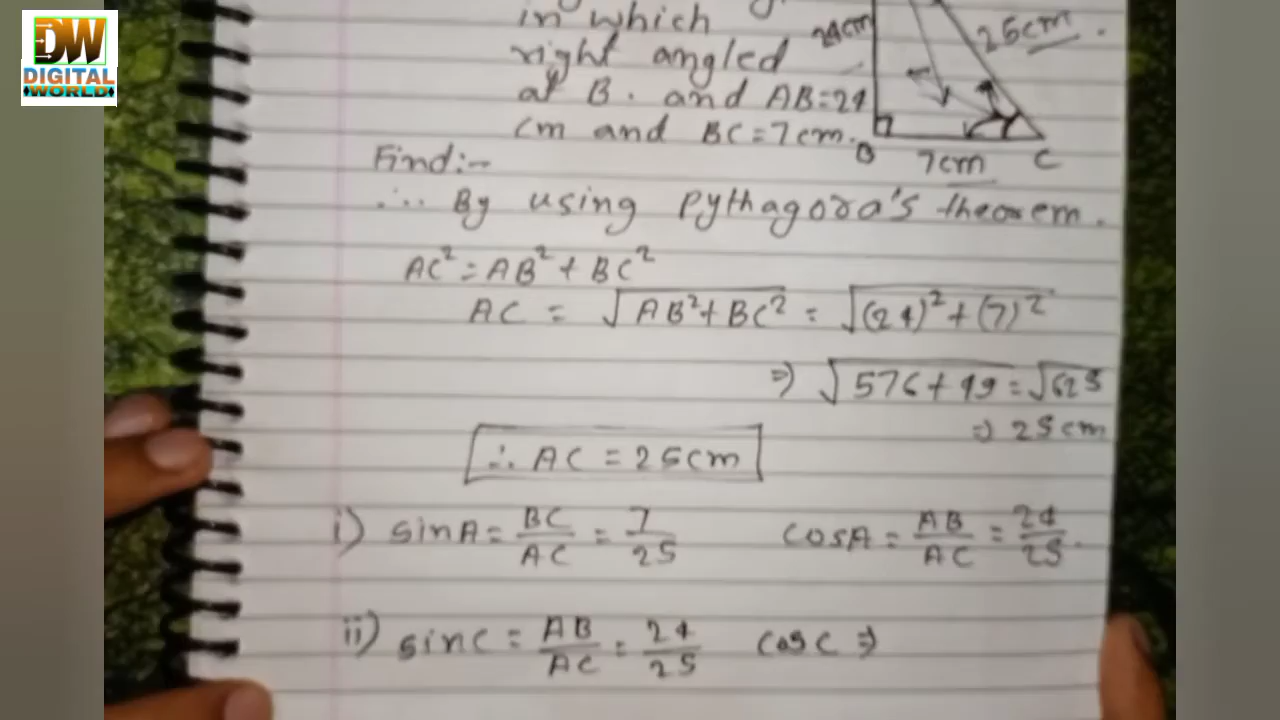 DW
DIGITAL
WORLD
in which
right angled
at B. and AB=24
cm and BC=7cm.
24cm
25cm.
B 7cm C
Find:-
∴ By using Pythagora's theorem.
AC² = AB² + BC²
AC = √AB²+BC² = √(24)²+(7)²
⇒ √576+49 = √625
⇒ 25cm
∴ AC = 25cm
i) sinA = BC/AC = 7/25 cosA = AB/AC = 24/25.
ii) sinC = AB/AC = 24/25 cosC ⇒